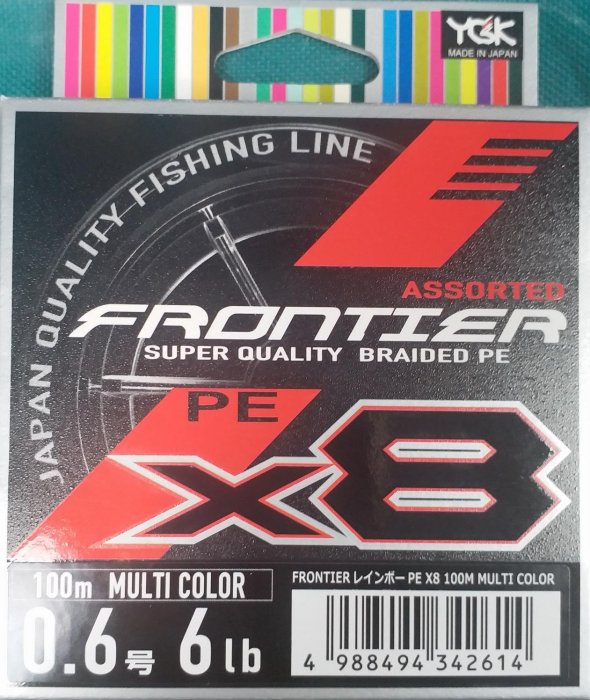 YGK
MADE IN JAPAN
JAPAN QUALITY FISHING LINE
ASSORTED
FRONTIER
SUPER QUALITY BRAIDED PE
PE
X8
100m MULTI COLOR
0.6号 6lb
FRONTIER レインボー PE X8 100M MULTI COLOR
4 988494 342614